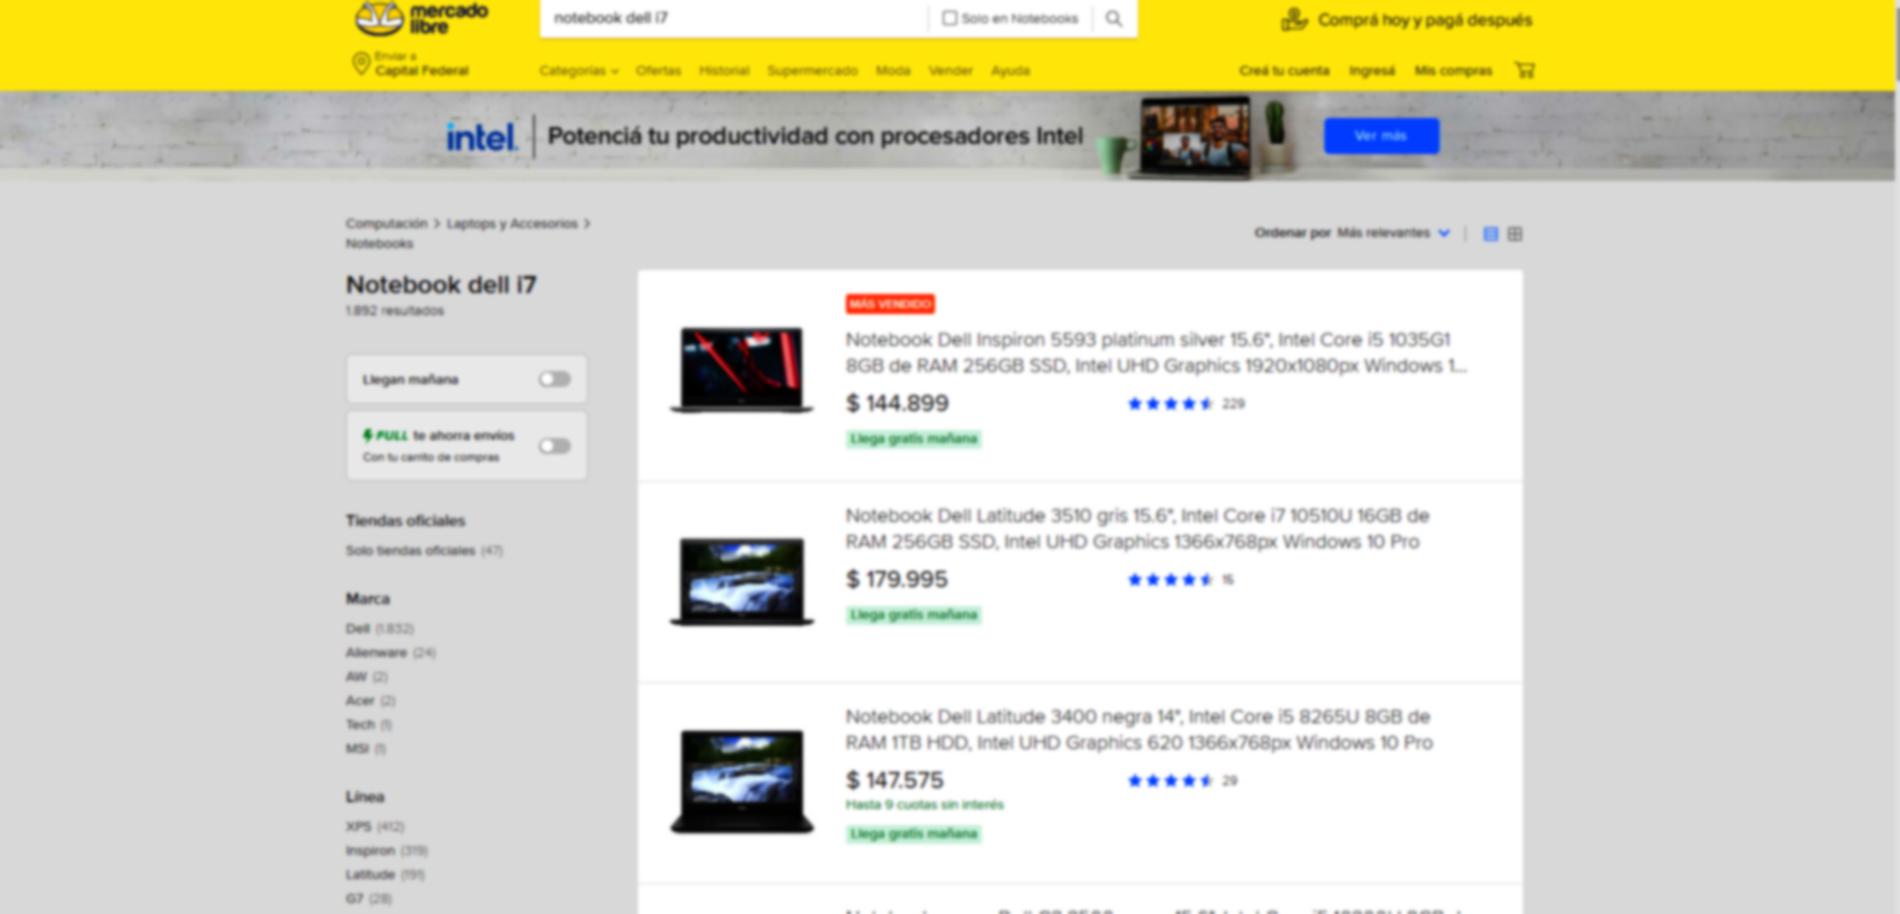 mercado
libre
notebook dell i7
Solo en Notebooks
Comprá hoy y pagá después
Enviar a
Capital Federal
Categorías
Ofertas
Historial
Supermercado
Moda
Vender
Ayuda
Creá tu cuenta
Ingresá
Mis compras
intel.
Potenciá tu productividad con procesadores Intel
Ver más
Computación > Laptops y Accesorios >
Notebooks
Ordenar por Más relevantes
Notebook dell i7
1.892 resultados
Llegan mañana
FULL te ahorra envíos
Con tu carrito de compras
Tiendas oficiales
Solo tiendas oficiales (47)
Marca
Dell (1.832)
Alienware (24)
AW (2)
Acer (2)
Tech (1)
MSI (1)
Línea
XPS (412)
Inspiron (319)
Latitude (191)
G7 (28)
MÁS VENDIDO
Notebook Dell Inspiron 5593 platinum silver 15.6", Intel Core i5 1035G1
8GB de RAM 256GB SSD, Intel UHD Graphics 1920x1080px Windows 1...
$ 144.899
229
Llega gratis mañana
Notebook Dell Latitude 3510 gris 15.6", Intel Core i7 10510U 16GB de
RAM 256GB SSD, Intel UHD Graphics 1366x768px Windows 10 Pro
$ 179.995
15
Llega gratis mañana
Notebook Dell Latitude 3400 negra 14", Intel Core i5 8265U 8GB de
RAM 1TB HDD, Intel UHD Graphics 620 1366x768px Windows 10 Pro
$ 147.575
29
Hasta 9 cuotas sin interés
Llega gratis mañana